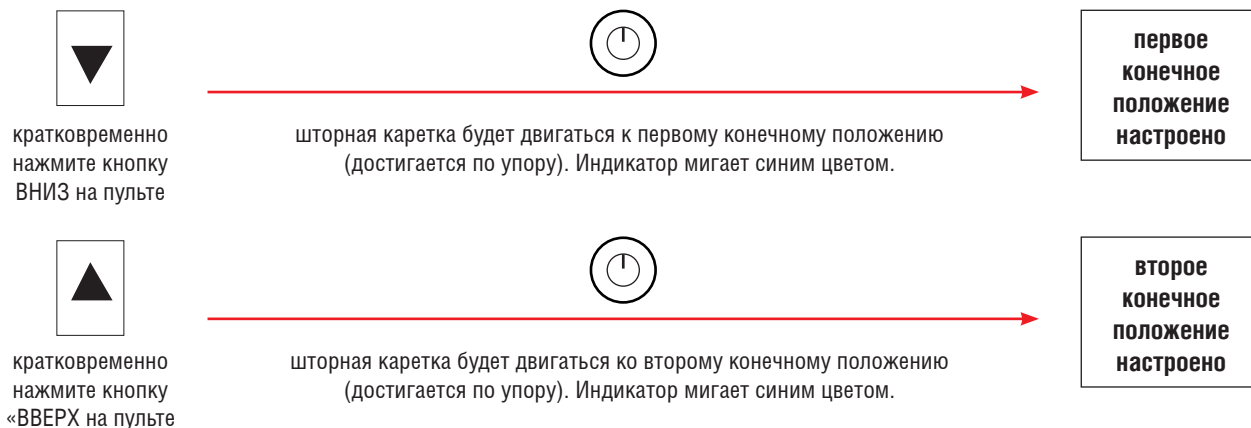 кратковременно
нажмите кнопку
ВНИЗ на пульте
шторная каретка будет двигаться к первому конечному положению
(достигается по упору). Индикатор мигает синим цветом.
первое
конечное
положение
настроено
кратковременно
нажмите кнопку
«ВВЕРХ на пульте
шторная каретка будет двигаться ко второму конечному положению
(достигается по упору). Индикатор мигает синим цветом.
второе
конечное
положение
настроено